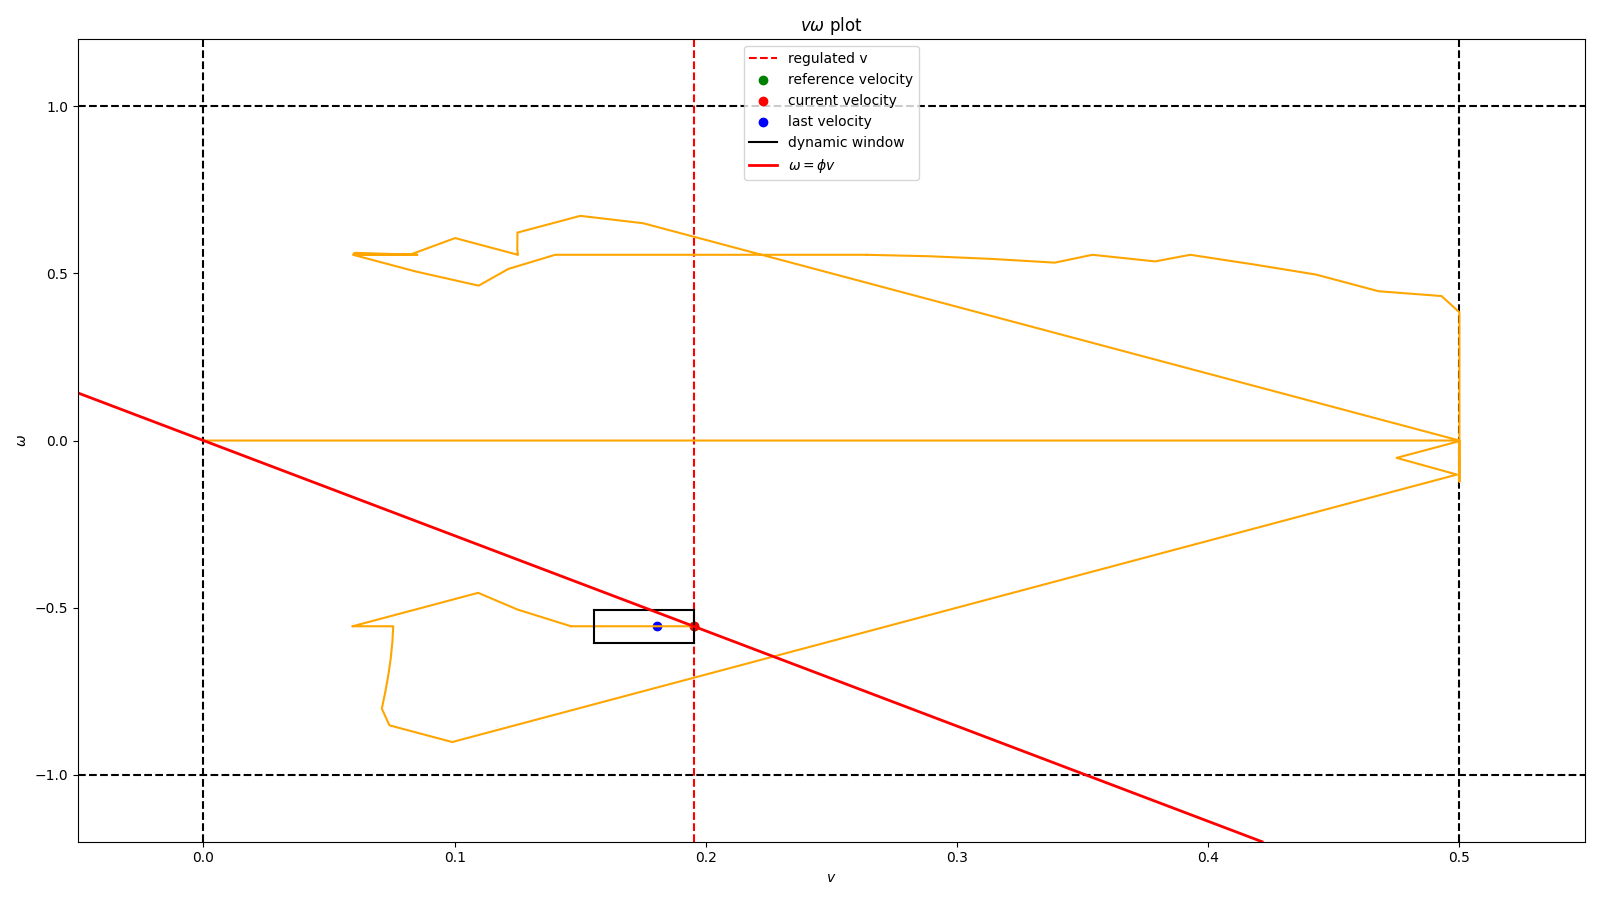 vω plot
regulated v
reference velocity
current velocity
last velocity
dynamic window
ω = ϕv
1.0
0.5
0.0
−0.5
−1.0
ω
0.0 0.1 0.2 0.3 0.4 0.5
v